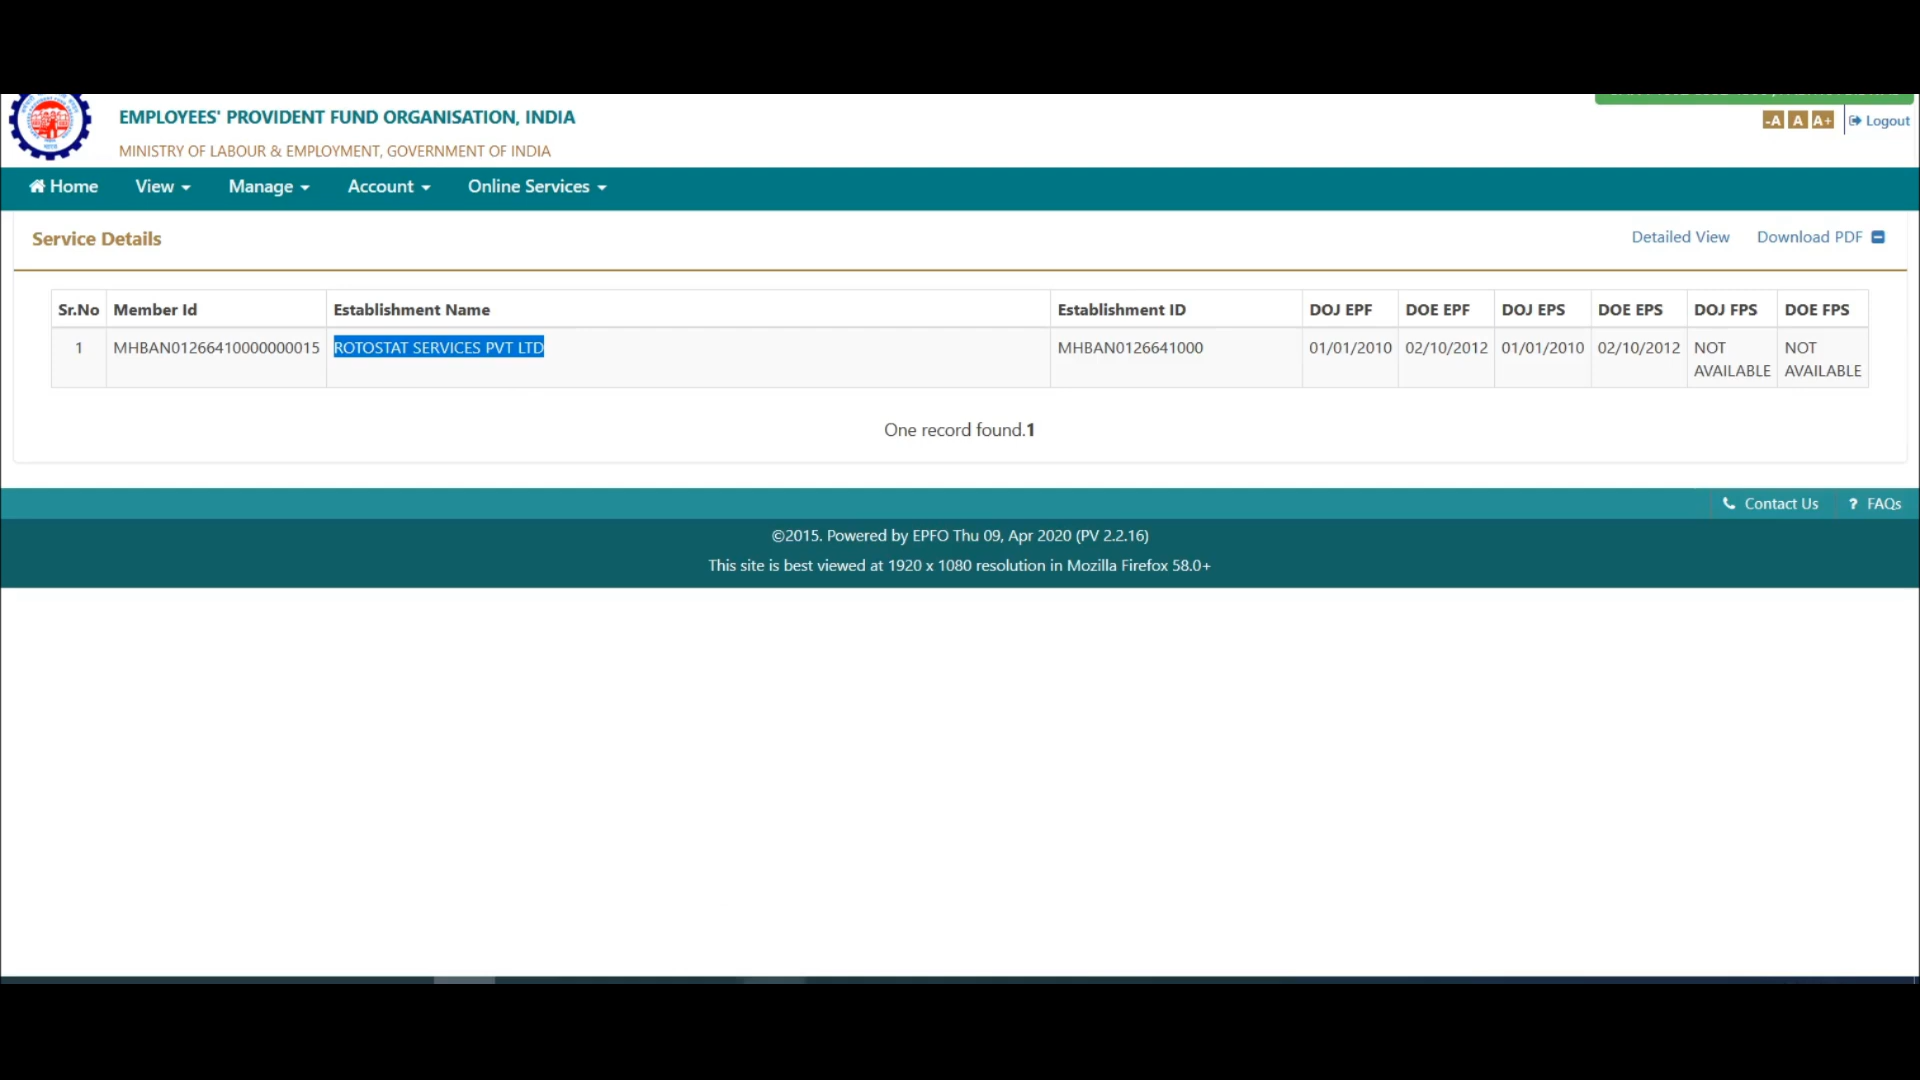 EMPLOYEES' PROVIDENT FUND ORGANISATION, INDIA
-A A A+ Logout
MINISTRY OF LABOUR & EMPLOYMENT, GOVERNMENT OF INDIA
Home View Manage Account Online Services
Service Details Detailed View Download PDF
Sr.No Member Id Establishment Name Establishment ID DOJ EPF DOE EPF DOJ EPS DOE EPS DOJ FPS DOE FPS
1 MHBAN01266410000000015 ROTOSTAT SERVICES PVT LTD MHBAN0126641000 01/01/2010 02/10/2012 01/01/2010 02/10/2012 NOT AVAILABLE NOT AVAILABLE
One record found.1
Contact Us ? FAQs
©2015. Powered by EPFO Thu 09, Apr 2020 (PV 2.2.16)
This site is best viewed at 1920 x 1080 resolution in Mozilla Firefox 58.0+